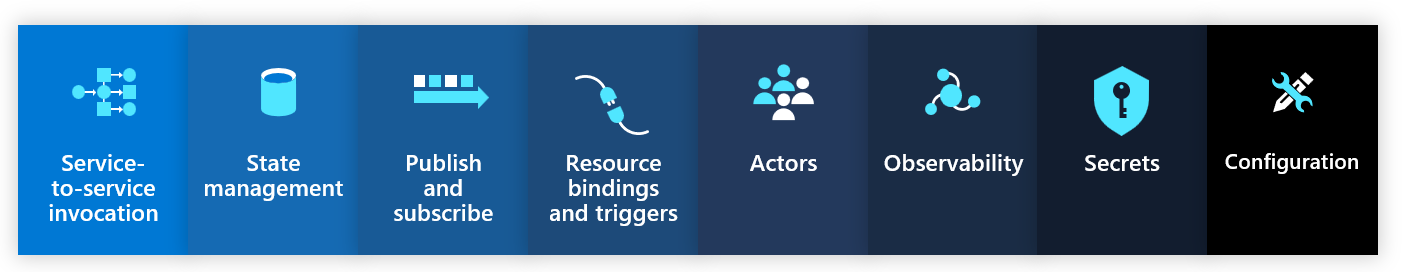 Service-
to-service
invocation
State
management
Publish
and
subscribe
Resource
bindings
and triggers
Actors
Observability
Secrets
Configuration